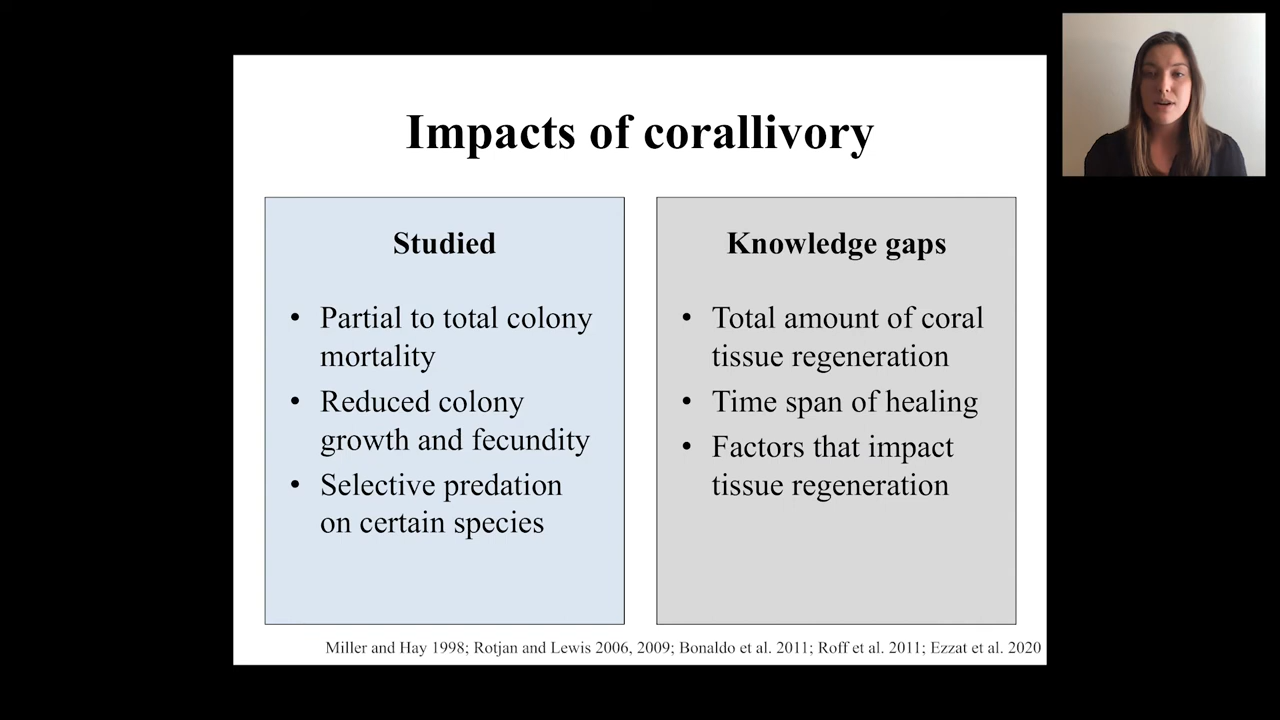 Impacts of corallivory
Studied
• Partial to total colony
mortality
• Reduced colony
growth and fecundity
• Selective predation
on certain species
Knowledge gaps
• Total amount of coral
tissue regeneration
• Time span of healing
• Factors that impact
tissue regeneration
Miller and Hay 1998; Rotjan and Lewis 2006, 2009; Bonaldo et al. 2011; Roff et al. 2011; Ezzat et al. 2020